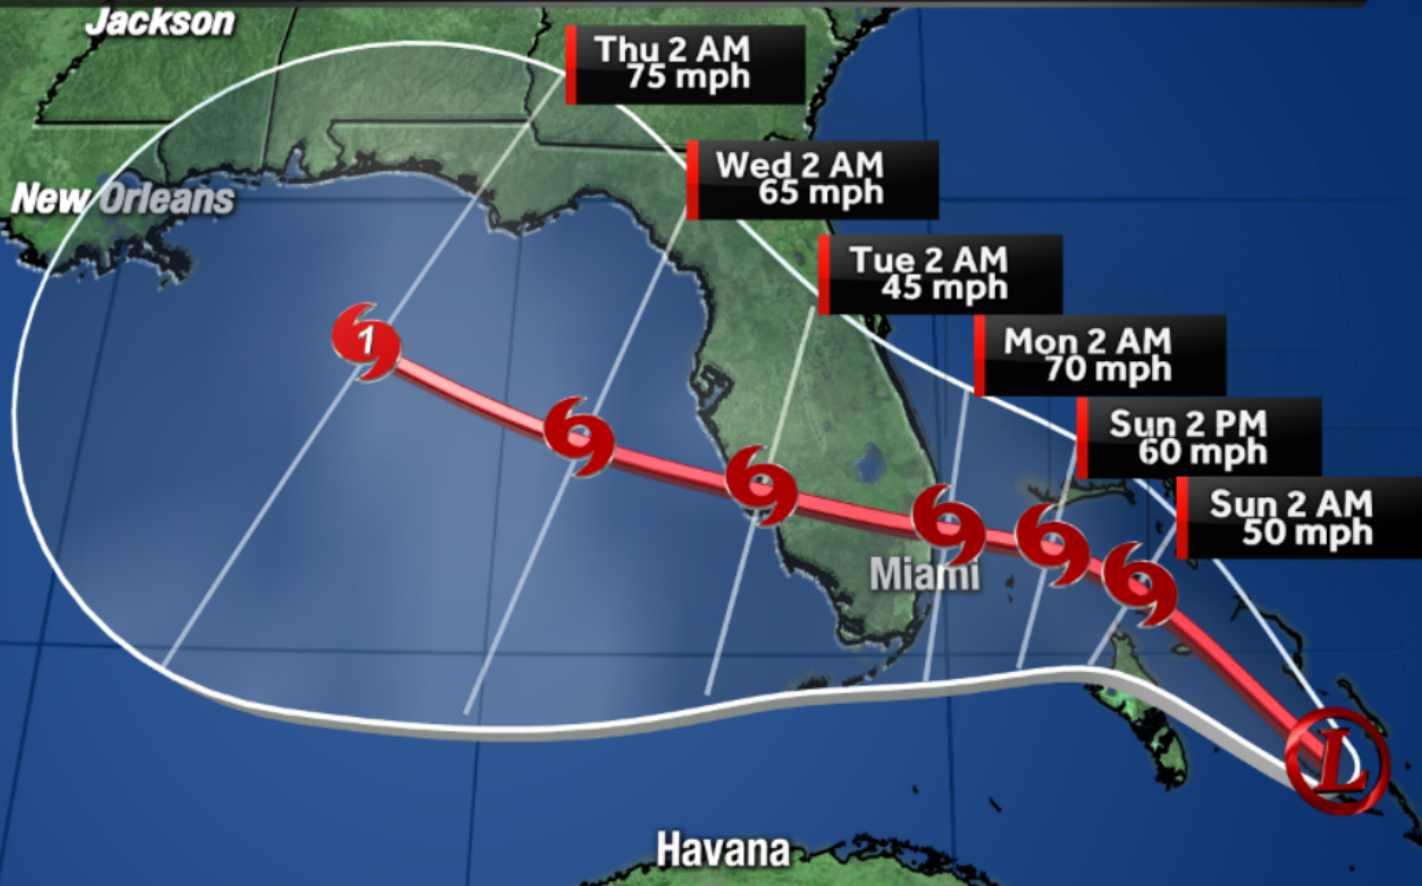 Jackson
Thu 2 AM
75 mph
Wed 2 AM
65 mph
New Orleans
Tue 2 AM
45 mph
Mon 2 AM
70 mph
1
Sun 2 PM
60 mph
Sun 2 AM
50 mph
Miami
L
Havana